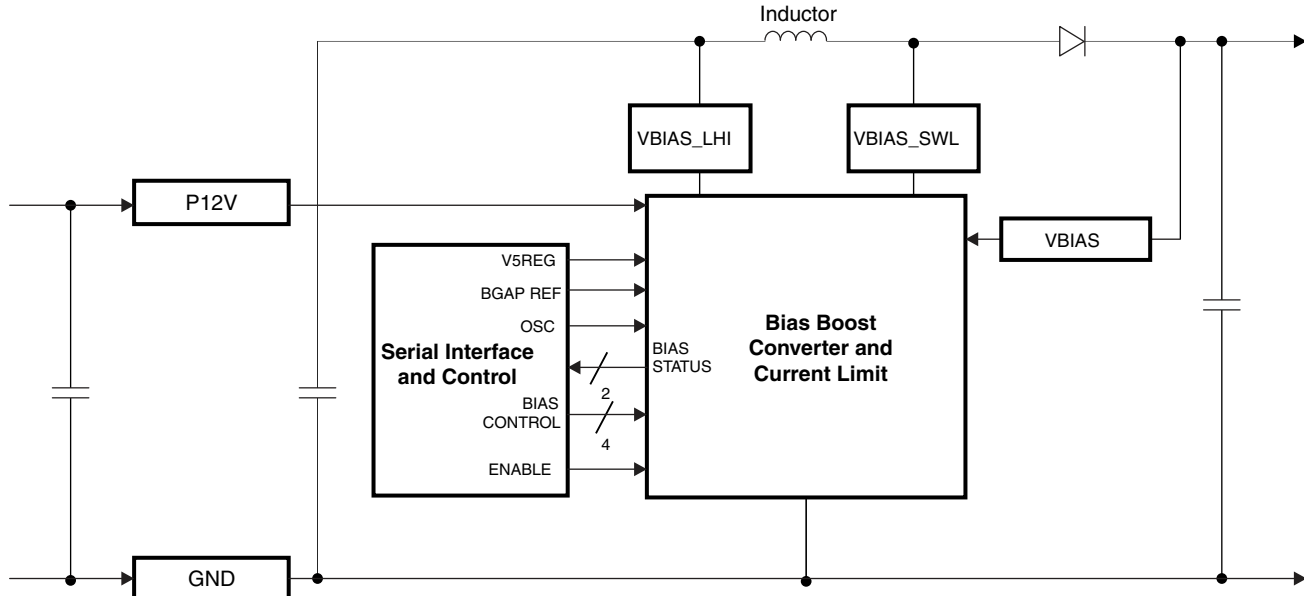 Inductor
VBIAS_LHI
VBIAS_SWL
P12V
VBIAS
V5REG
BGAP REF
OSC
Serial Interface
and Control
BIAS
STATUS
2
BIAS
CONTROL
4
ENABLE
Bias Boost
Converter and
Current Limit
GND